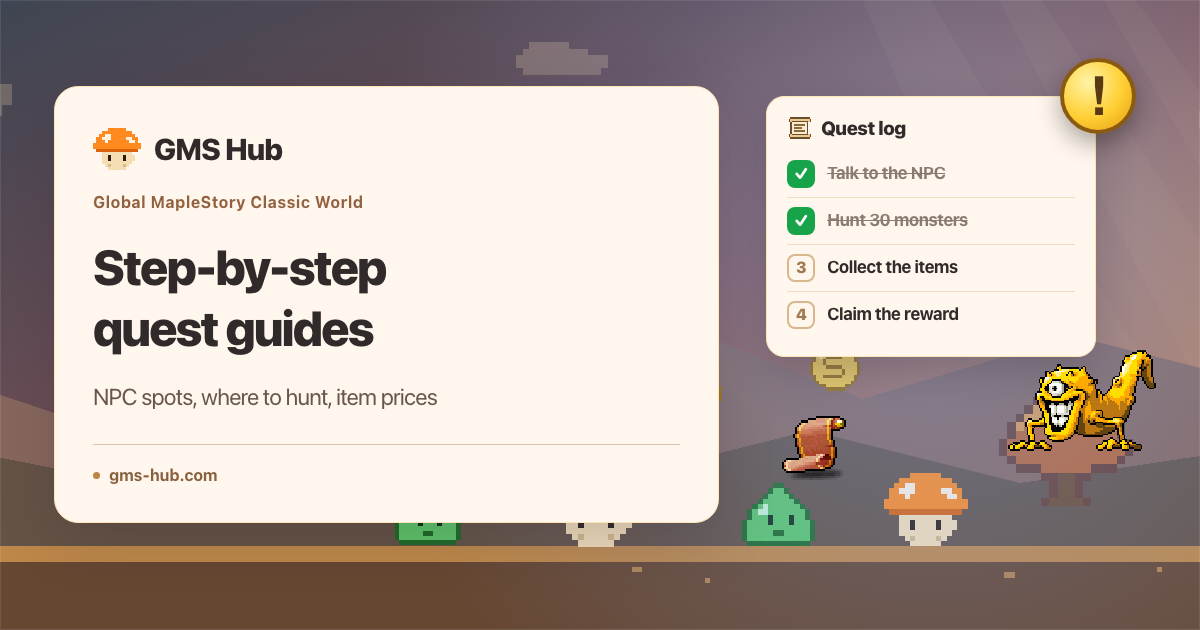 GMS Hub
Global MapleStory Classic World
Step-by-step
quest guides
NPC spots, where to hunt, item prices
gms-hub.com
!
Quest log
Talk to the NPC
Hunt 30 monsters
3 Collect the items
4 Claim the reward
S